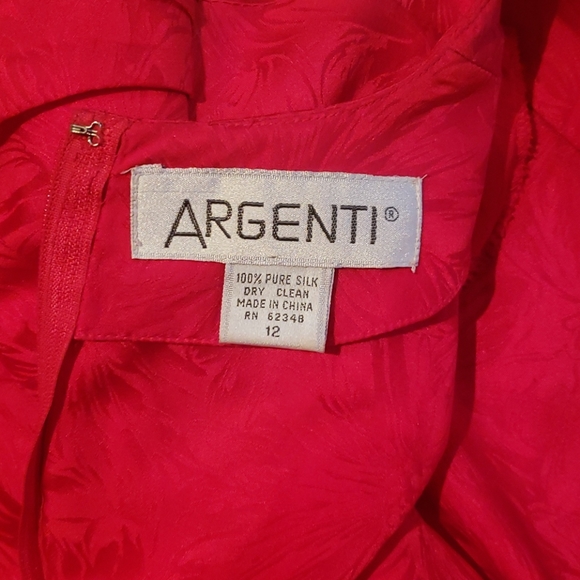 ARGENTI®
100% PURE SILK
DRY CLEAN
MADE IN CHINA
RN 62348
12